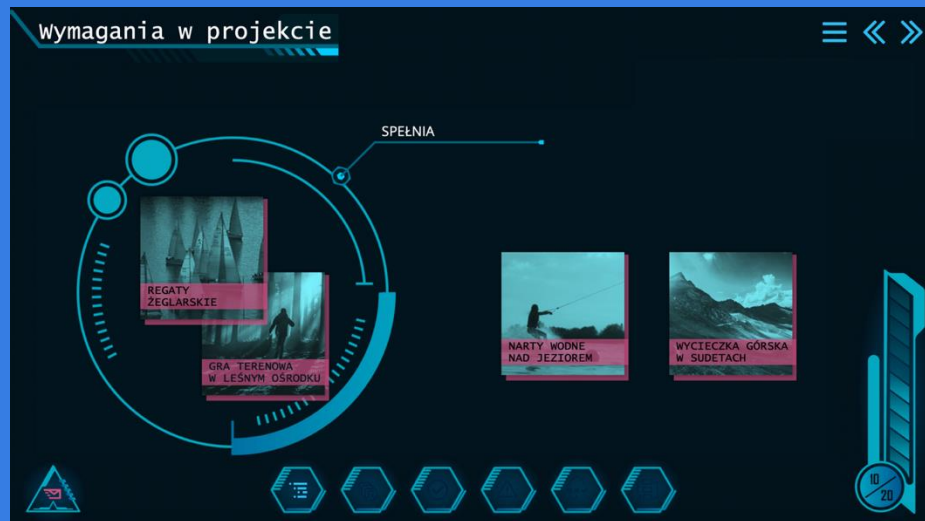 Wymagania w projekcie
SPEŁNIA
REGATY
ŻEGLARSKIE
GRA TERENOWA
W LEŚNYM OŚRODKU
NARTY WODNE
NAD JEZIOREM
WYCIECZKA GÓRSKA
W SUDETACH
10/20